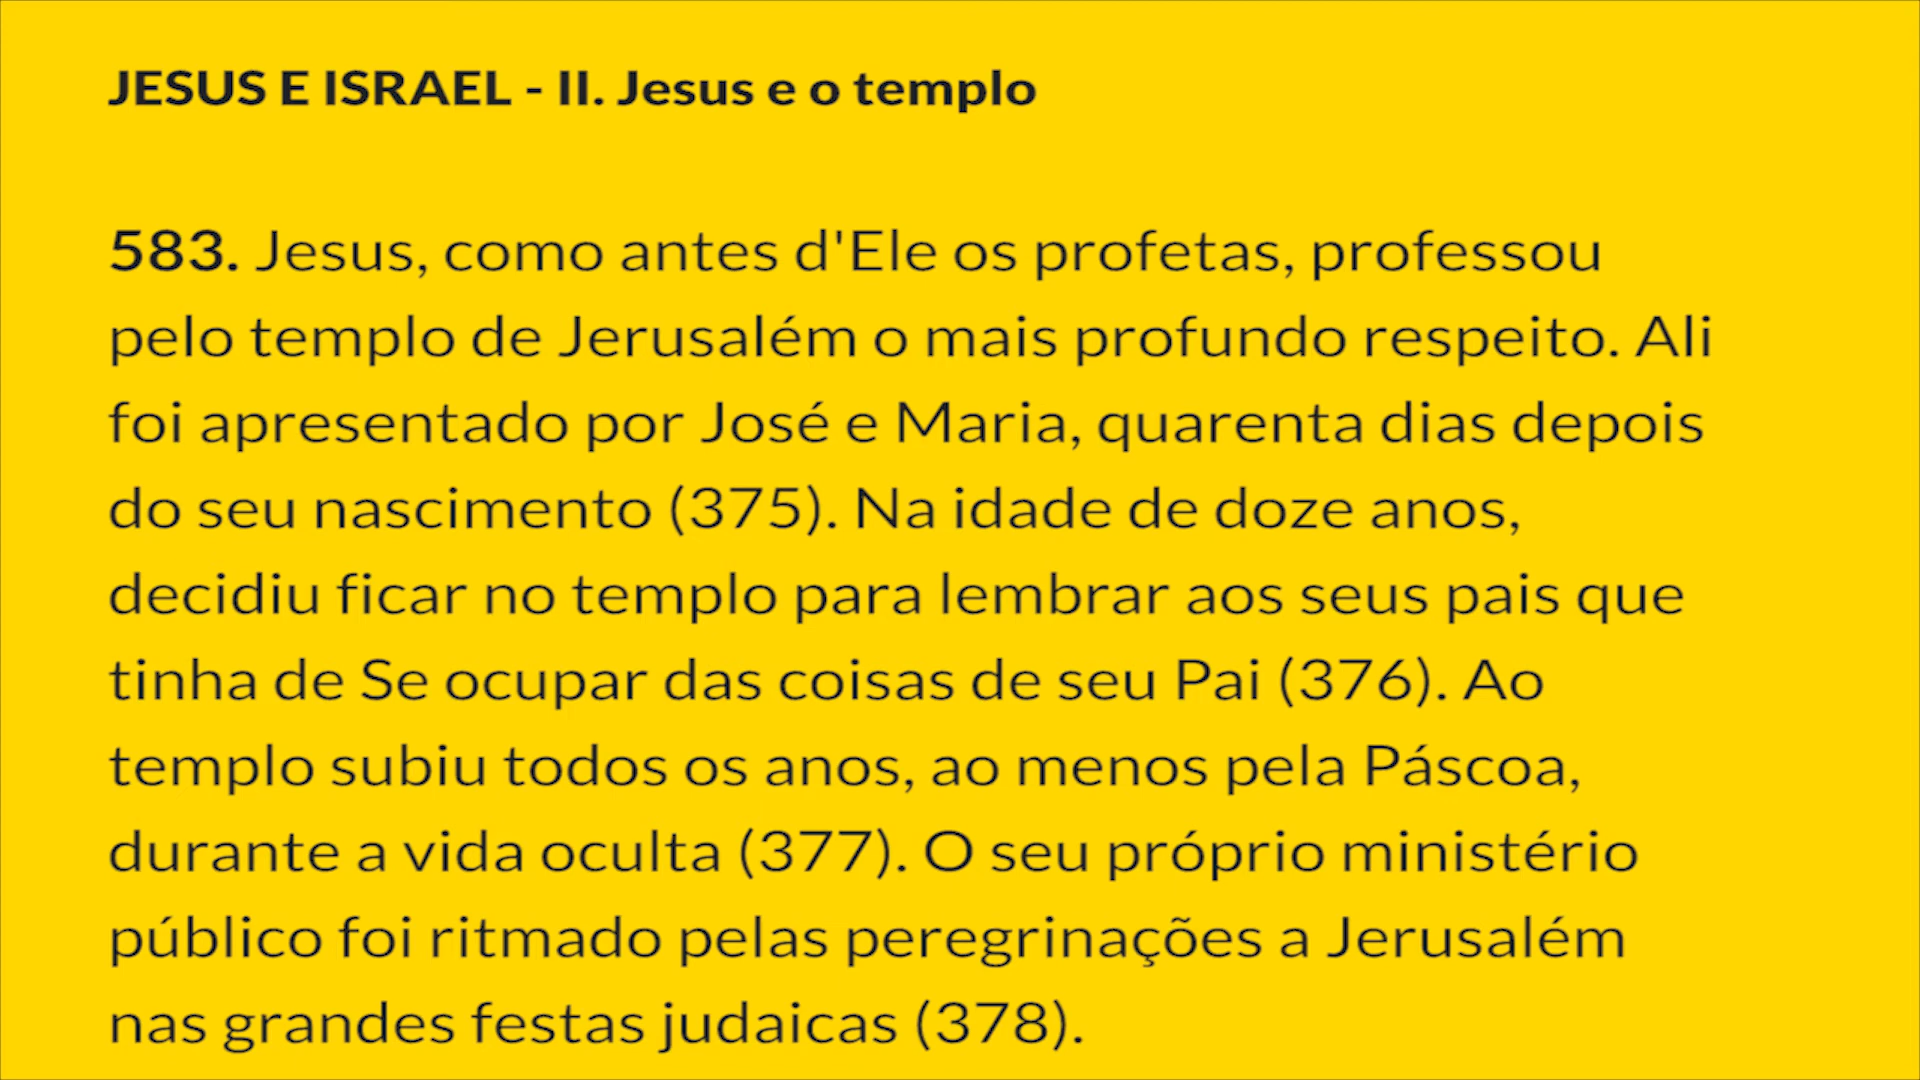 JESUS E ISRAEL - II. Jesus e o templo
583. Jesus, como antes d'Ele os profetas, professou
pelo templo de Jerusalém o mais profundo respeito. Ali
foi apresentado por José e Maria, quarenta dias depois
do seu nascimento (375). Na idade de doze anos,
decidiu ficar no templo para lembrar aos seus pais que
tinha de Se ocupar das coisas de seu Pai (376). Ao
templo subiu todos os anos, ao menos pela Páscoa,
durante a vida oculta (377). O seu próprio ministério
público foi ritmado pelas peregrinações a Jerusalém
nas grandes festas judaicas (378).